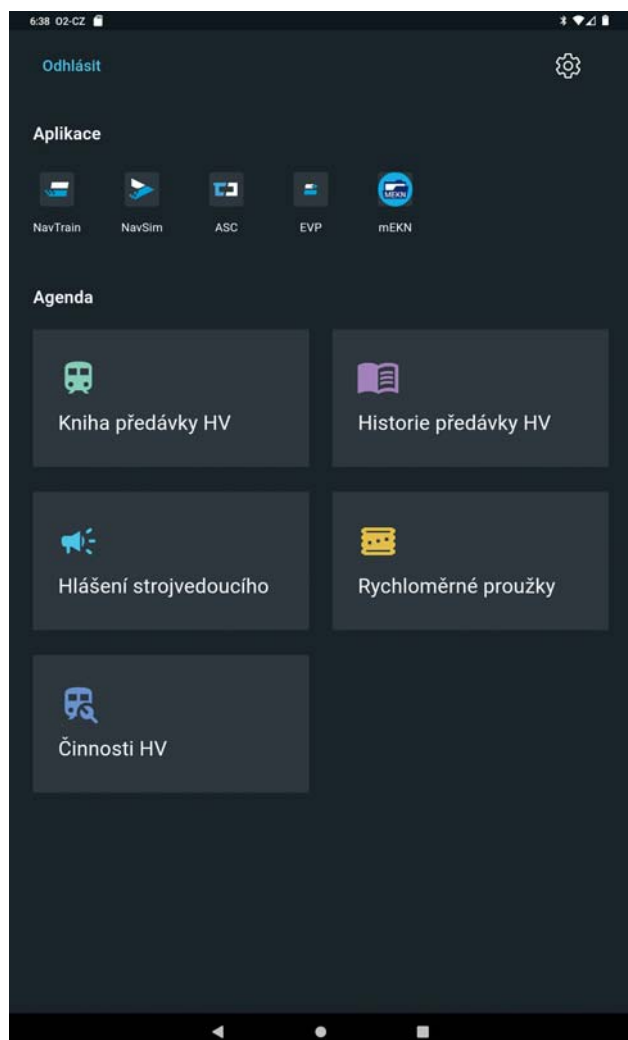 6:38 O2-CZ
Odhlásit
Aplikace
MEKN
NavTrain NavSim ASC EVP mEKN
Agenda
Kniha předávky HV Historie předávky HV
Hlášení strojvedoucího Rychloměrné proužky
Činnosti HV